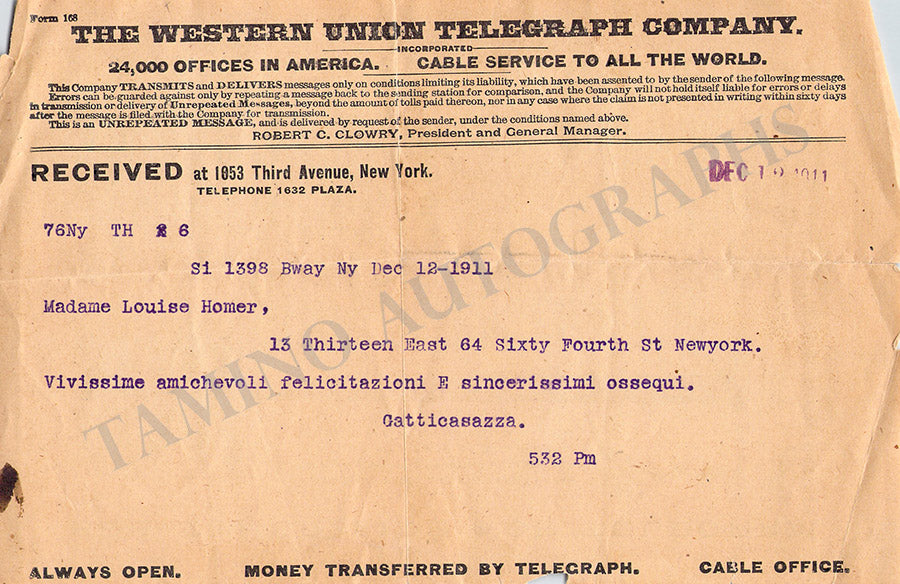 Form 168
THE WESTERN UNION TELEGRAPH COMPANY.
INCORPORATED
24,000 OFFICES IN AMERICA. CABLE SERVICE TO ALL THE WORLD.
This Company TRANSMITS and DELIVERS messages only on conditions limiting its liability, which have been assented to by the sender of the following message.
Errors can be guarded against only by repeating a message back to the sending station for comparison, and the Company will not hold itself liable for errors or delays
in transmission or delivery of Unrepeated Messages, beyond the amount of tolls paid thereon, nor in any case where the claim is not presented in writing within sixty days
after the message is filed with the Company for transmission.
This is an UNREPEATED MESSAGE, and is delivered by request of the sender, under the conditions named above.
ROBERT C. CLOWRY, President and General Manager.
RECEIVED at 1053 Third Avenue, New York.
TELEPHONE 1632 PLAZA.
DEC 12 1911
76Ny TH 6
Si 1398 Bway Ny Dec 12-1911
Madame Louise Homer,
13 Thirteen East 64 Sixty Fourth St Newyork.
Vivissime amichevoli felicitazioni E sincerissimi ossequi.
Gatticasazza.
532 Pm
ALWAYS OPEN. MONEY TRANSFERRED BY TELEGRAPH. CABLE OFFICE.
TAMINO AUTOGRAPHS